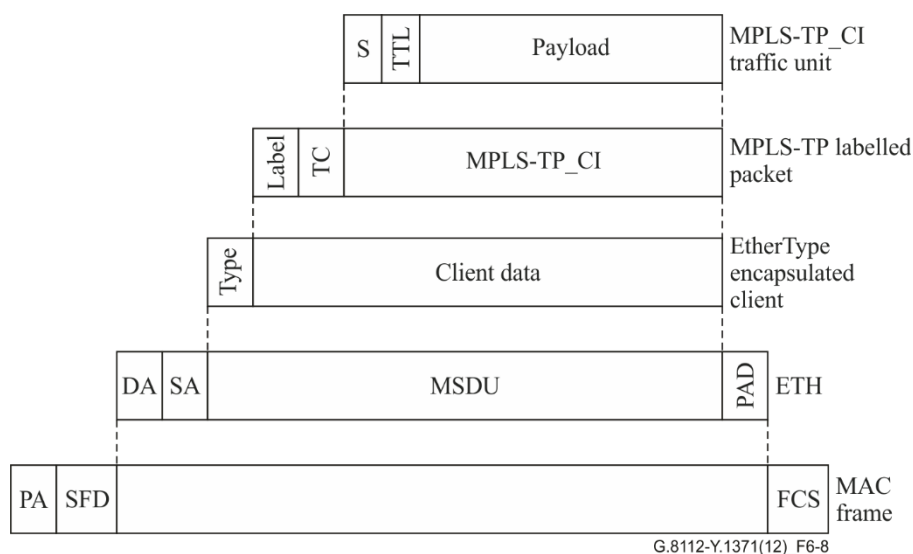 S TTL Payload MPLS-TP_CI
traffic unit
Label TC MPLS-TP_CI MPLS-TP labelled
packet
Type Client data EtherType
encapsulated
client
DA SA MSDU PAD ETH
PA SFD FCS MAC
frame
G.8112-Y.1371(12)_F6-8